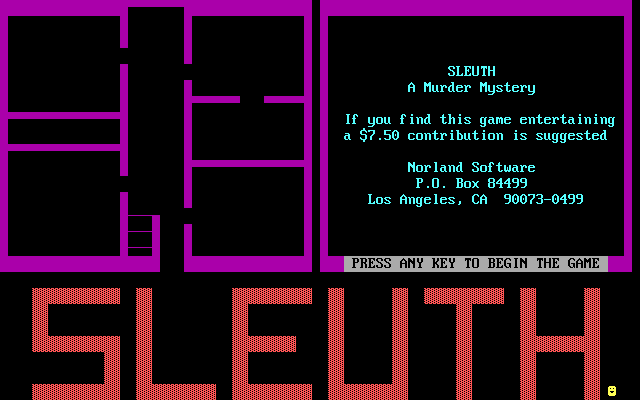 SLEUTH
A Murder Mystery
If you find this game entertaining
a $7.50 contribution is suggested
Norland Software
P.O. Box 84499
Los Angeles, CA  90073-0499
PRESS ANY KEY TO BEGIN THE GAME
SLEUTH